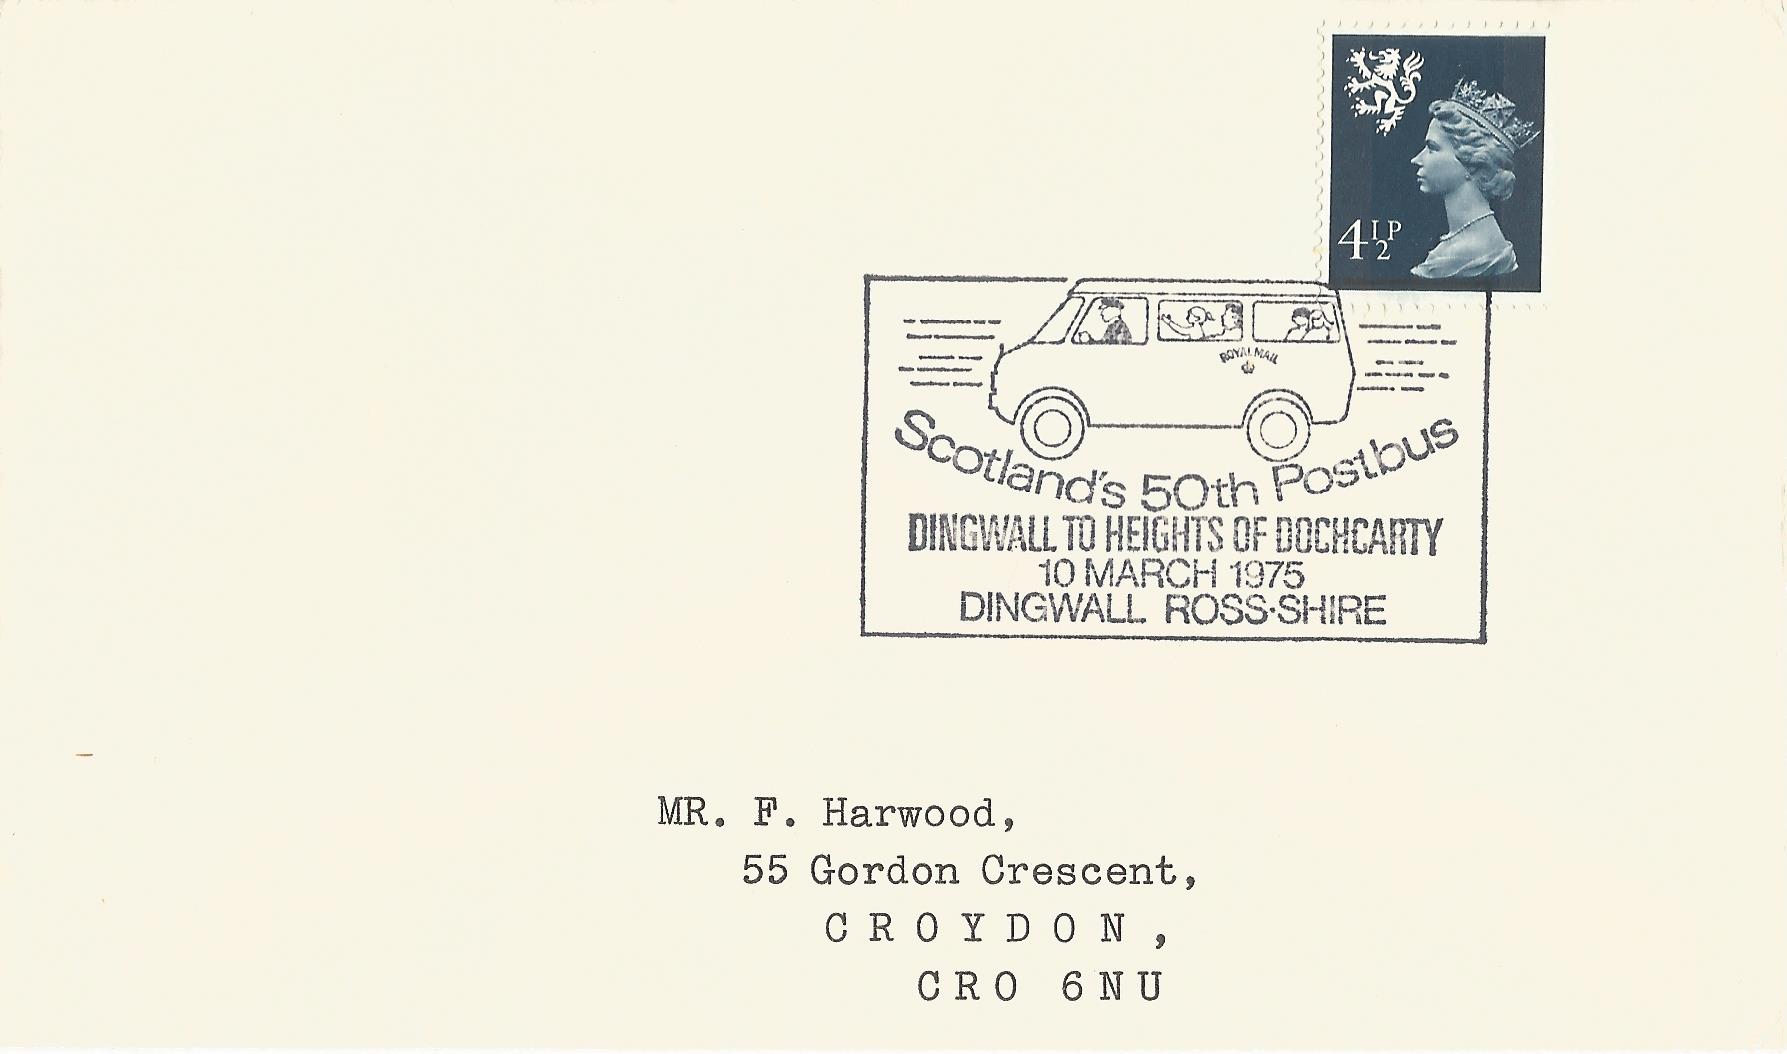 4½P
ROYAL MAIL
Scotland's 50th Postbus
DINGWALL TO HEIGHTS OF DOCHCARTY
10 MARCH 1975
DINGWALL ROSS·SHIRE
MR. F. Harwood,
55 Gordon Crescent,
CROYDON,
CRO 6NU